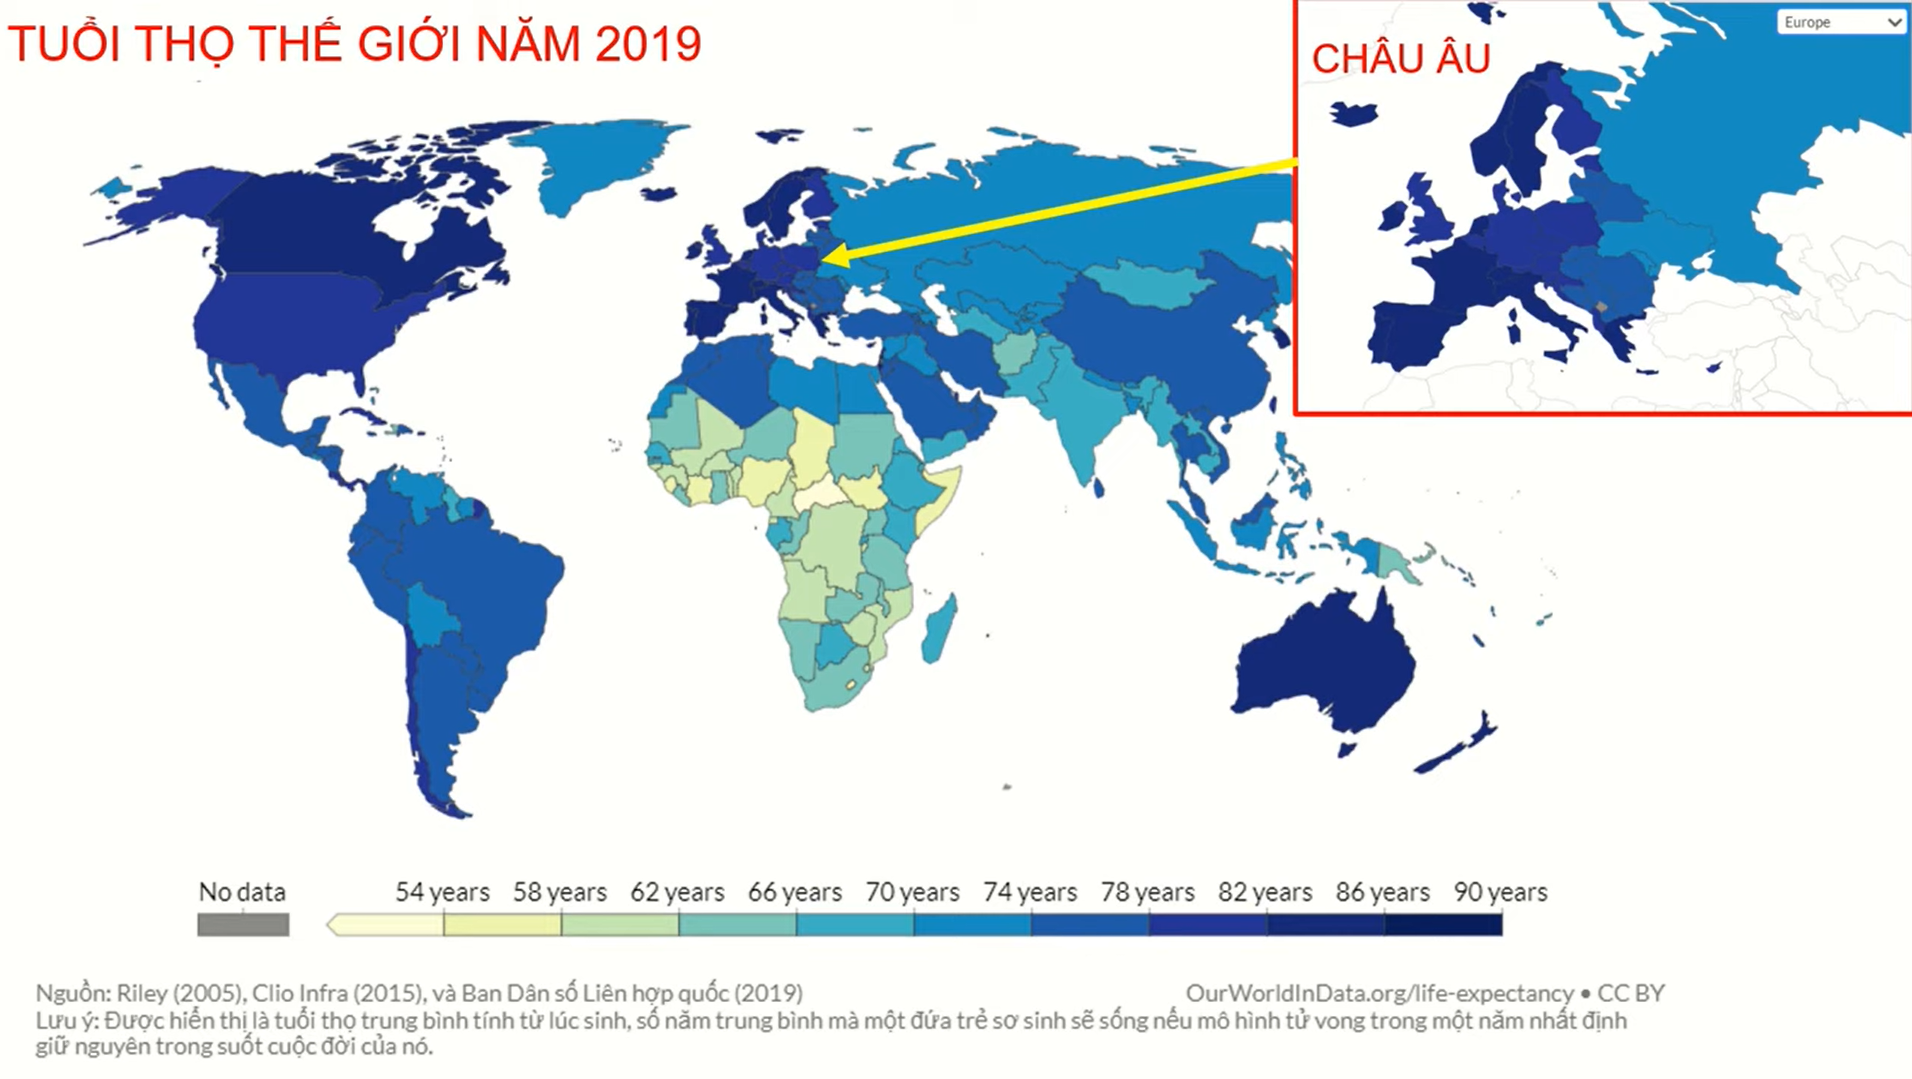 TUỔI THỌ THẾ GIỚI NĂM 2019
CHÂU ÂU
Europe
No data
54 years 58 years 62 years 66 years 70 years 74 years 78 years 82 years 86 years 90 years
Nguồn: Riley (2005), Clio Infra (2015), và Ban Dân số Liên hợp quốc (2019)
OurWorldInData.org/life-expectancy • CC BY
Lưu ý: Được hiển thị là tuổi thọ trung bình tính từ lúc sinh, số năm trung bình mà một đứa trẻ sơ sinh sẽ sống nếu mô hình tử vong trong một năm nhất định
giữ nguyên trong suốt cuộc đời của nó.